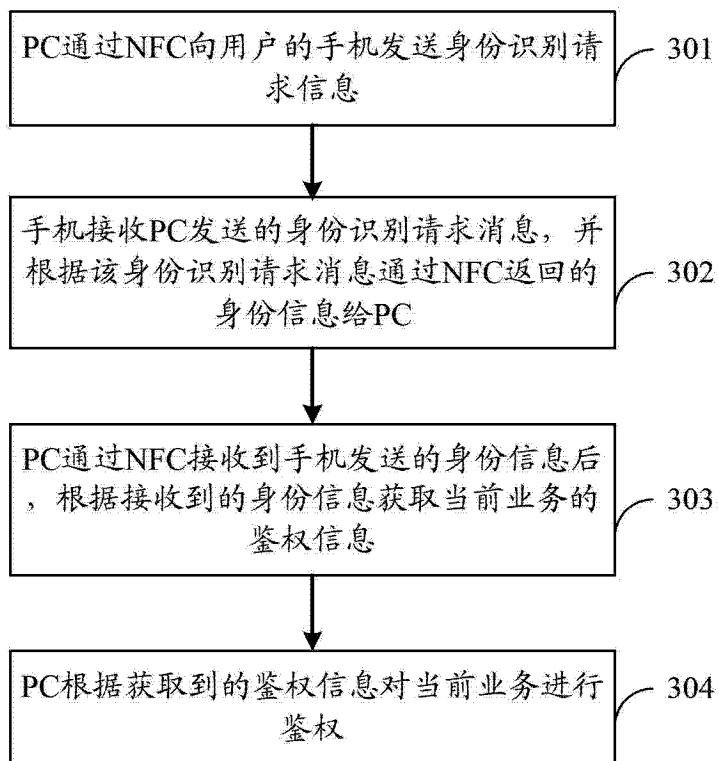 PC通过NFC向用户的手机发送身份识别请
求信息
301
手机接收PC发送的身份识别请求消息，并
根据该身份识别请求消息通过NFC返回的
身份信息给PC
302
PC通过NFC接收到手机发送的身份信息后
，根据接收到的身份信息获取当前业务的
鉴权信息
303
PC根据获取到的鉴权信息对当前业务进行
鉴权
304